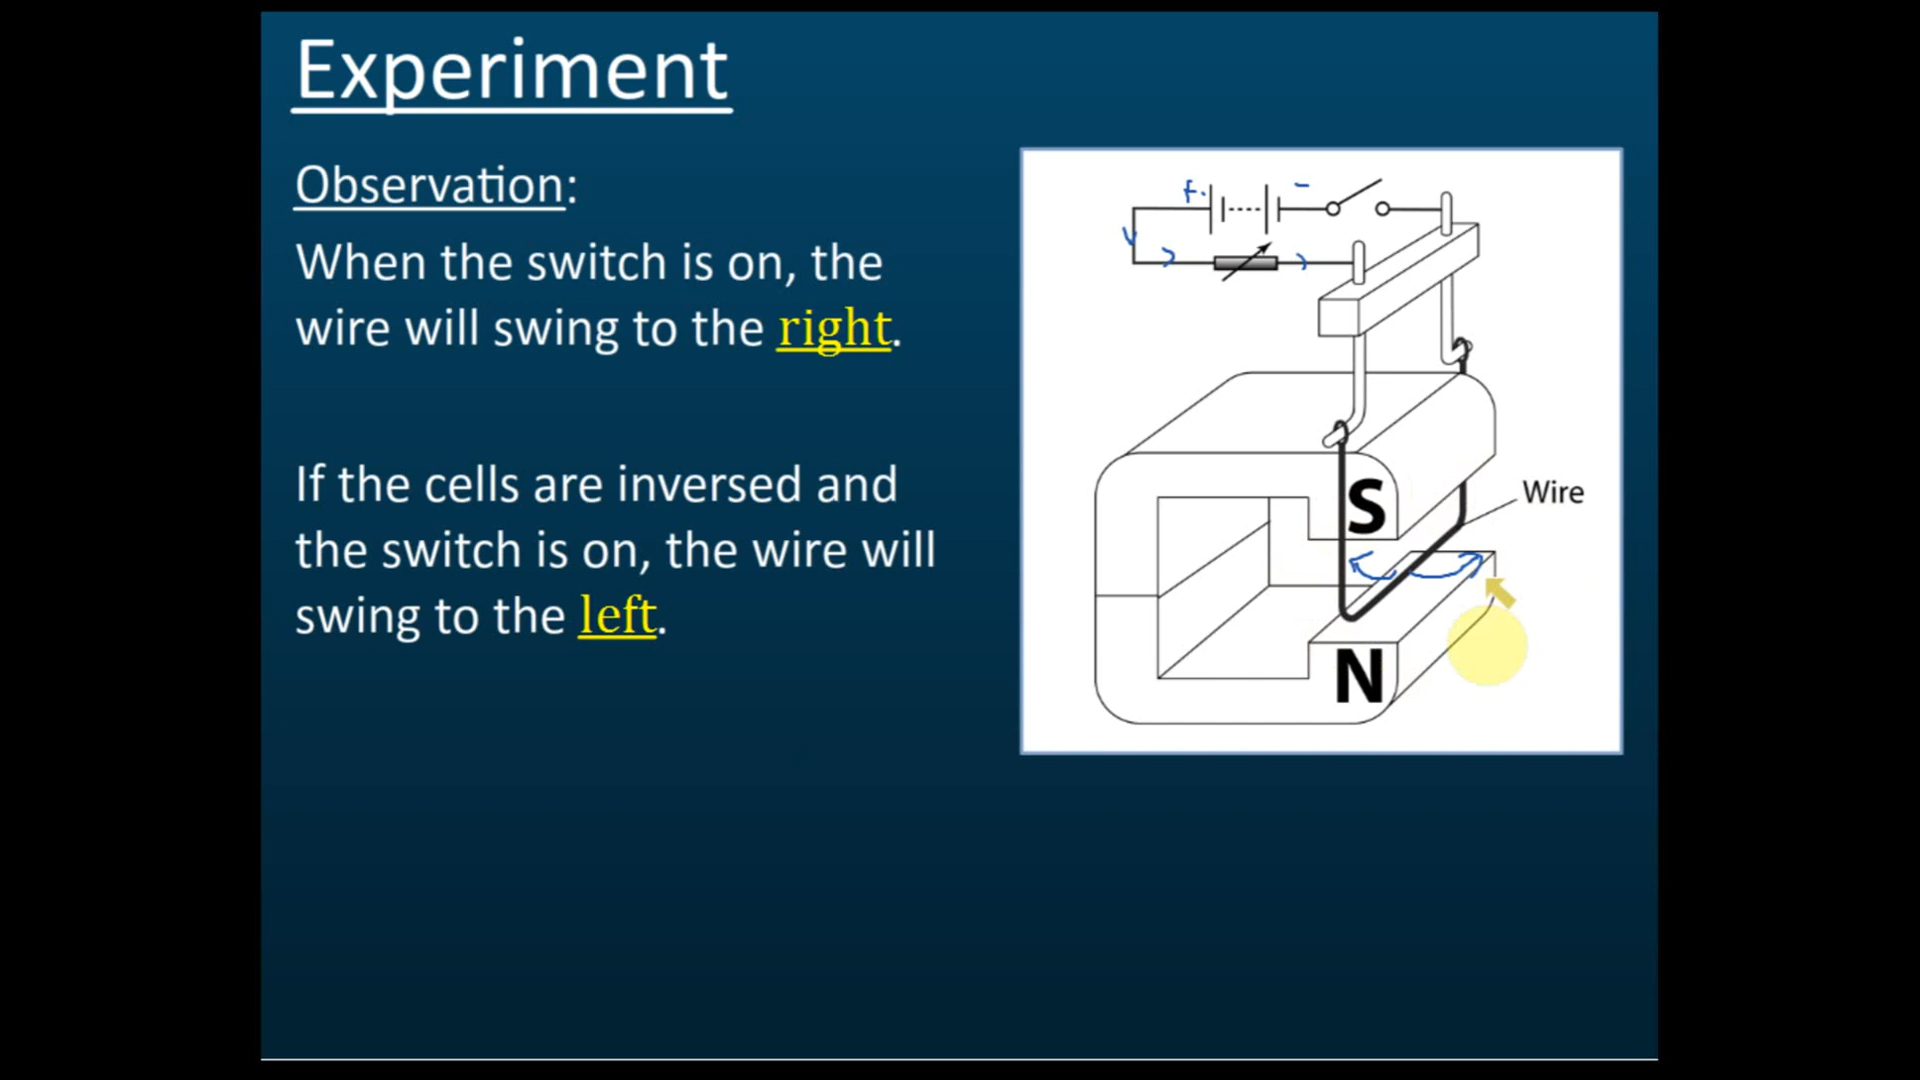 Experiment
Observation:
When the switch is on, the
wire will swing to the right.
If the cells are inversed and
the switch is on, the wire will
swing to the left.
+ -
S
Wire
N